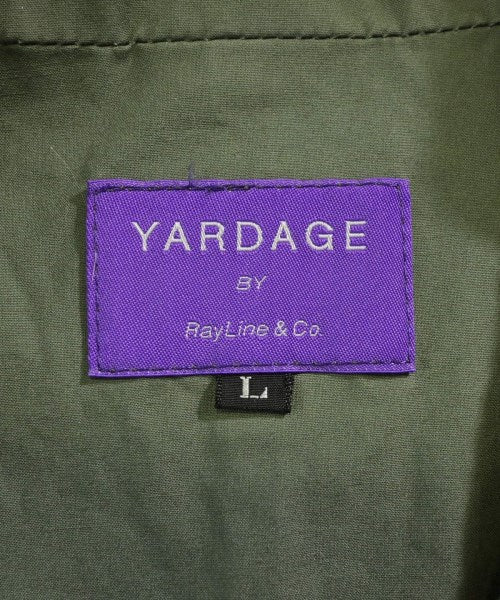 YARDAGE
BY
RayLine & Co.
L